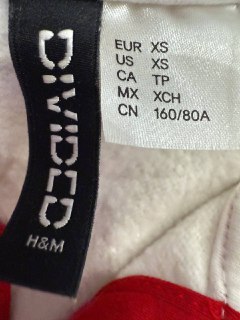 DIVIDED
H&M
EUR XS
US XS
CA TP
MX XCH
CN 160/80A